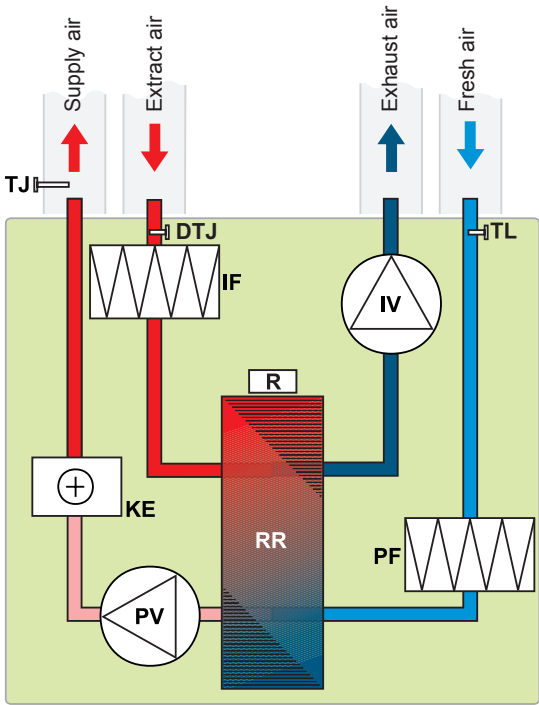 Supply air
Extract air
Exhaust air
Fresh air
TJ
DTJ
TL
IF
IV
R
KE
RR
PF
PV